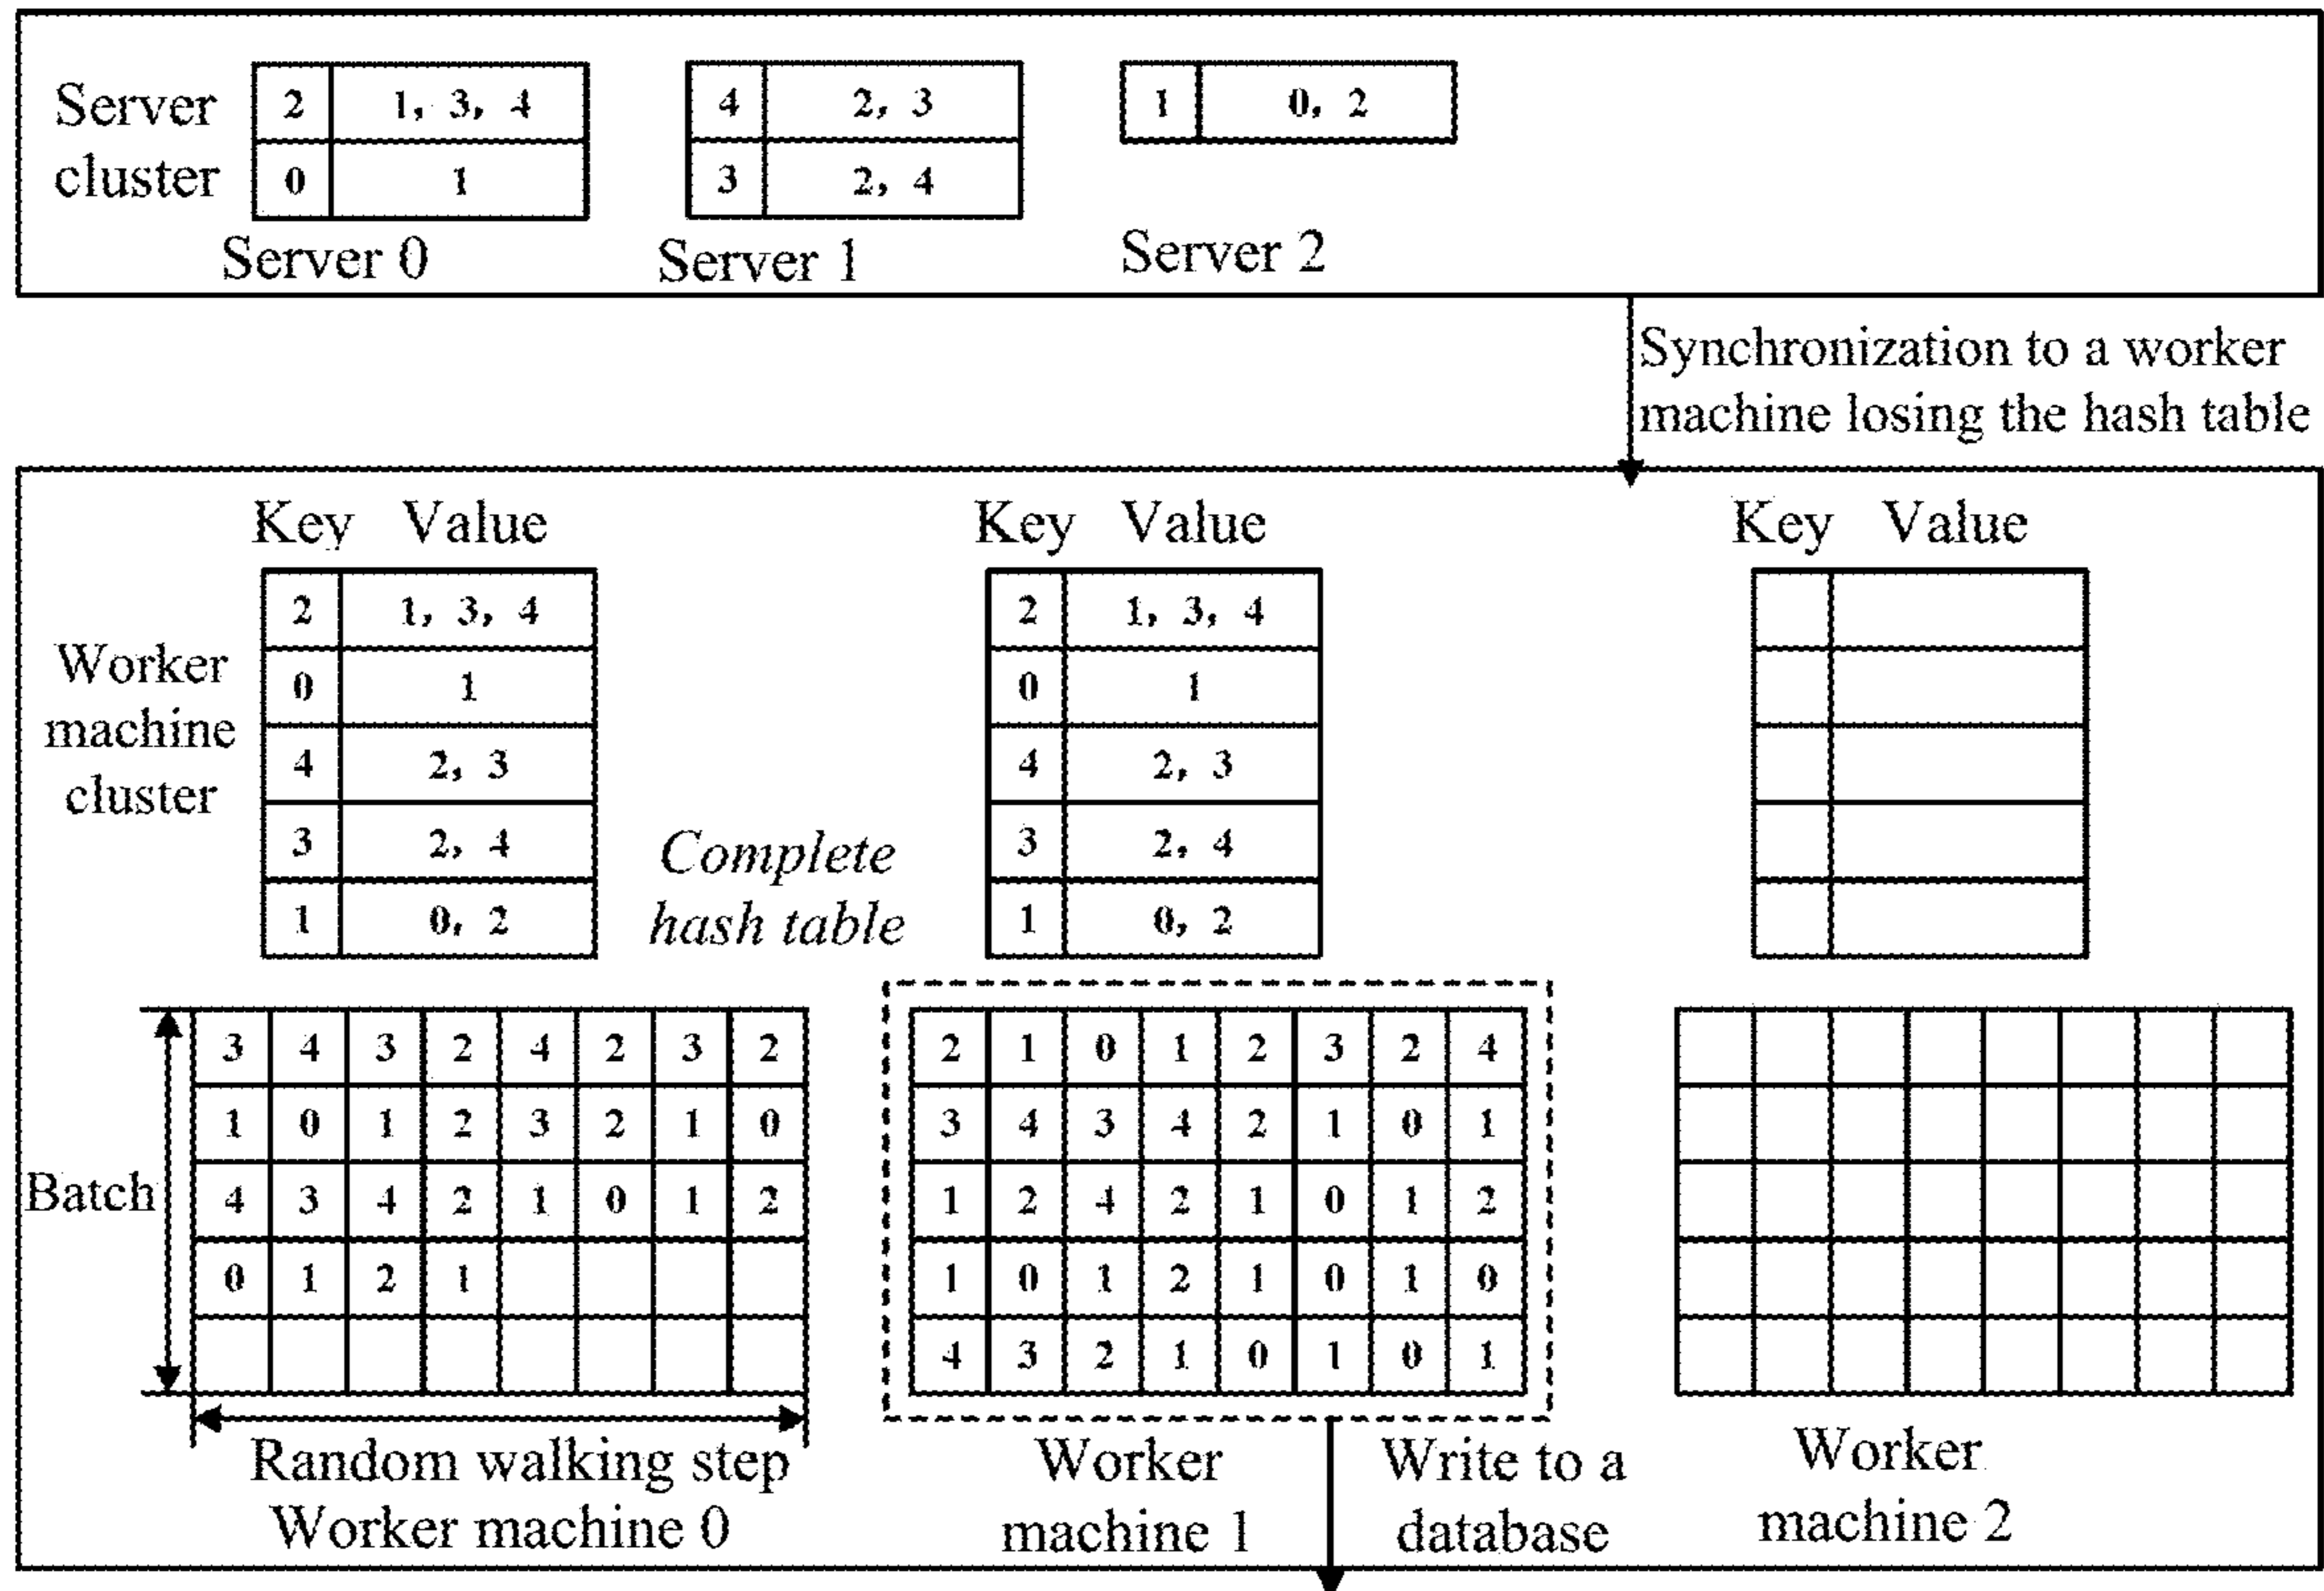 Server cluster
2 1, 3, 4
0 1
Server 0
4 2, 3
3 2, 4
Server 1
1 0, 2
Server 2
Synchronization to a worker
machine losing the hash table
Worker
machine
cluster
Key Value
2 1, 3, 4
0 1
4 2, 3
3 2, 4
1 0, 2
Complete
hash table
Key Value
2 1, 3, 4
0 1
4 2, 3
3 2, 4
1 0, 2
Key Value
Batch
3 4 3 2 4 2 3 2
1 0 1 2 3 2 1 0
4 3 4 2 1 0 1 2
0 1 2 1
Random walking step
Worker machine 0
2 1 0 1 2 3 2 4
3 4 3 4 2 1 0 1
1 2 4 2 1 0 1 2
1 0 1 2 1 0 1 0
4 3 2 1 0 1 0 1
Worker
machine 1
Write to a
database
Worker
machine 2